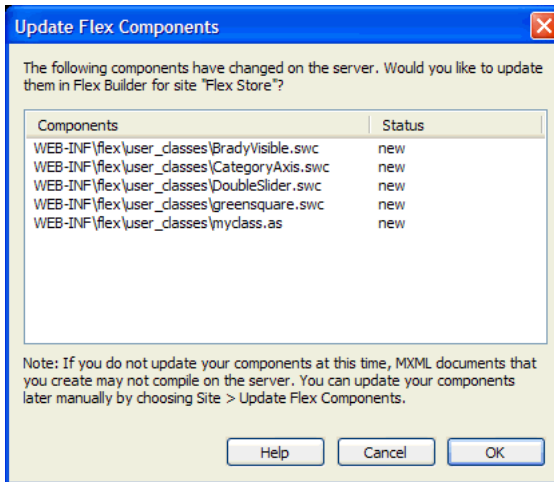 Update Flex Components
The following components have changed on the server. Would you like to update
them in Flex Builder for site "Flex Store"?
Components Status
WEB-INF\flex\user_classes\BradyVisible.swc new
WEB-INF\flex\user_classes\CategoryAxis.swc new
WEB-INF\flex\user_classes\DoubleSlider.swc new
WEB-INF\flex\user_classes\greensquare.swc new
WEB-INF\flex\user_classes\myclass.as new
Note: If you do not update your components at this time, MXML documents that
you create may not compile on the server. You can update your components
later manually by choosing Site > Update Flex Components.
Help Cancel OK